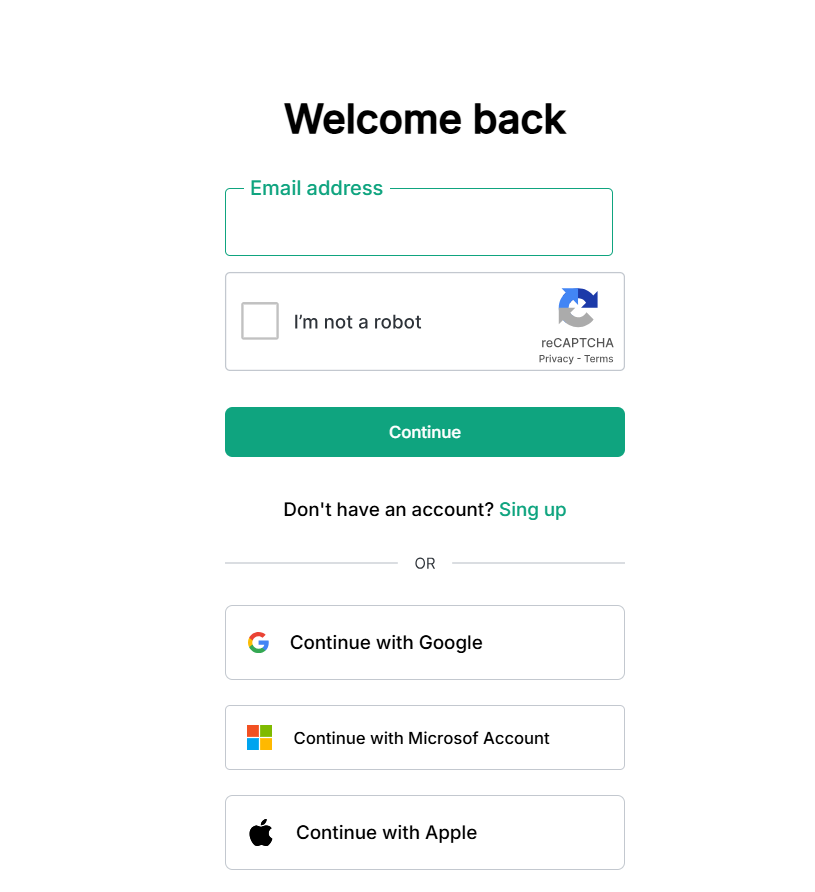 Welcome back
Email address
I’m not a robot
reCAPTCHA
Privacy - Terms
Continue
Don't have an account? Sing up
OR
Continue with Google
Continue with Microsof Account
Continue with Apple